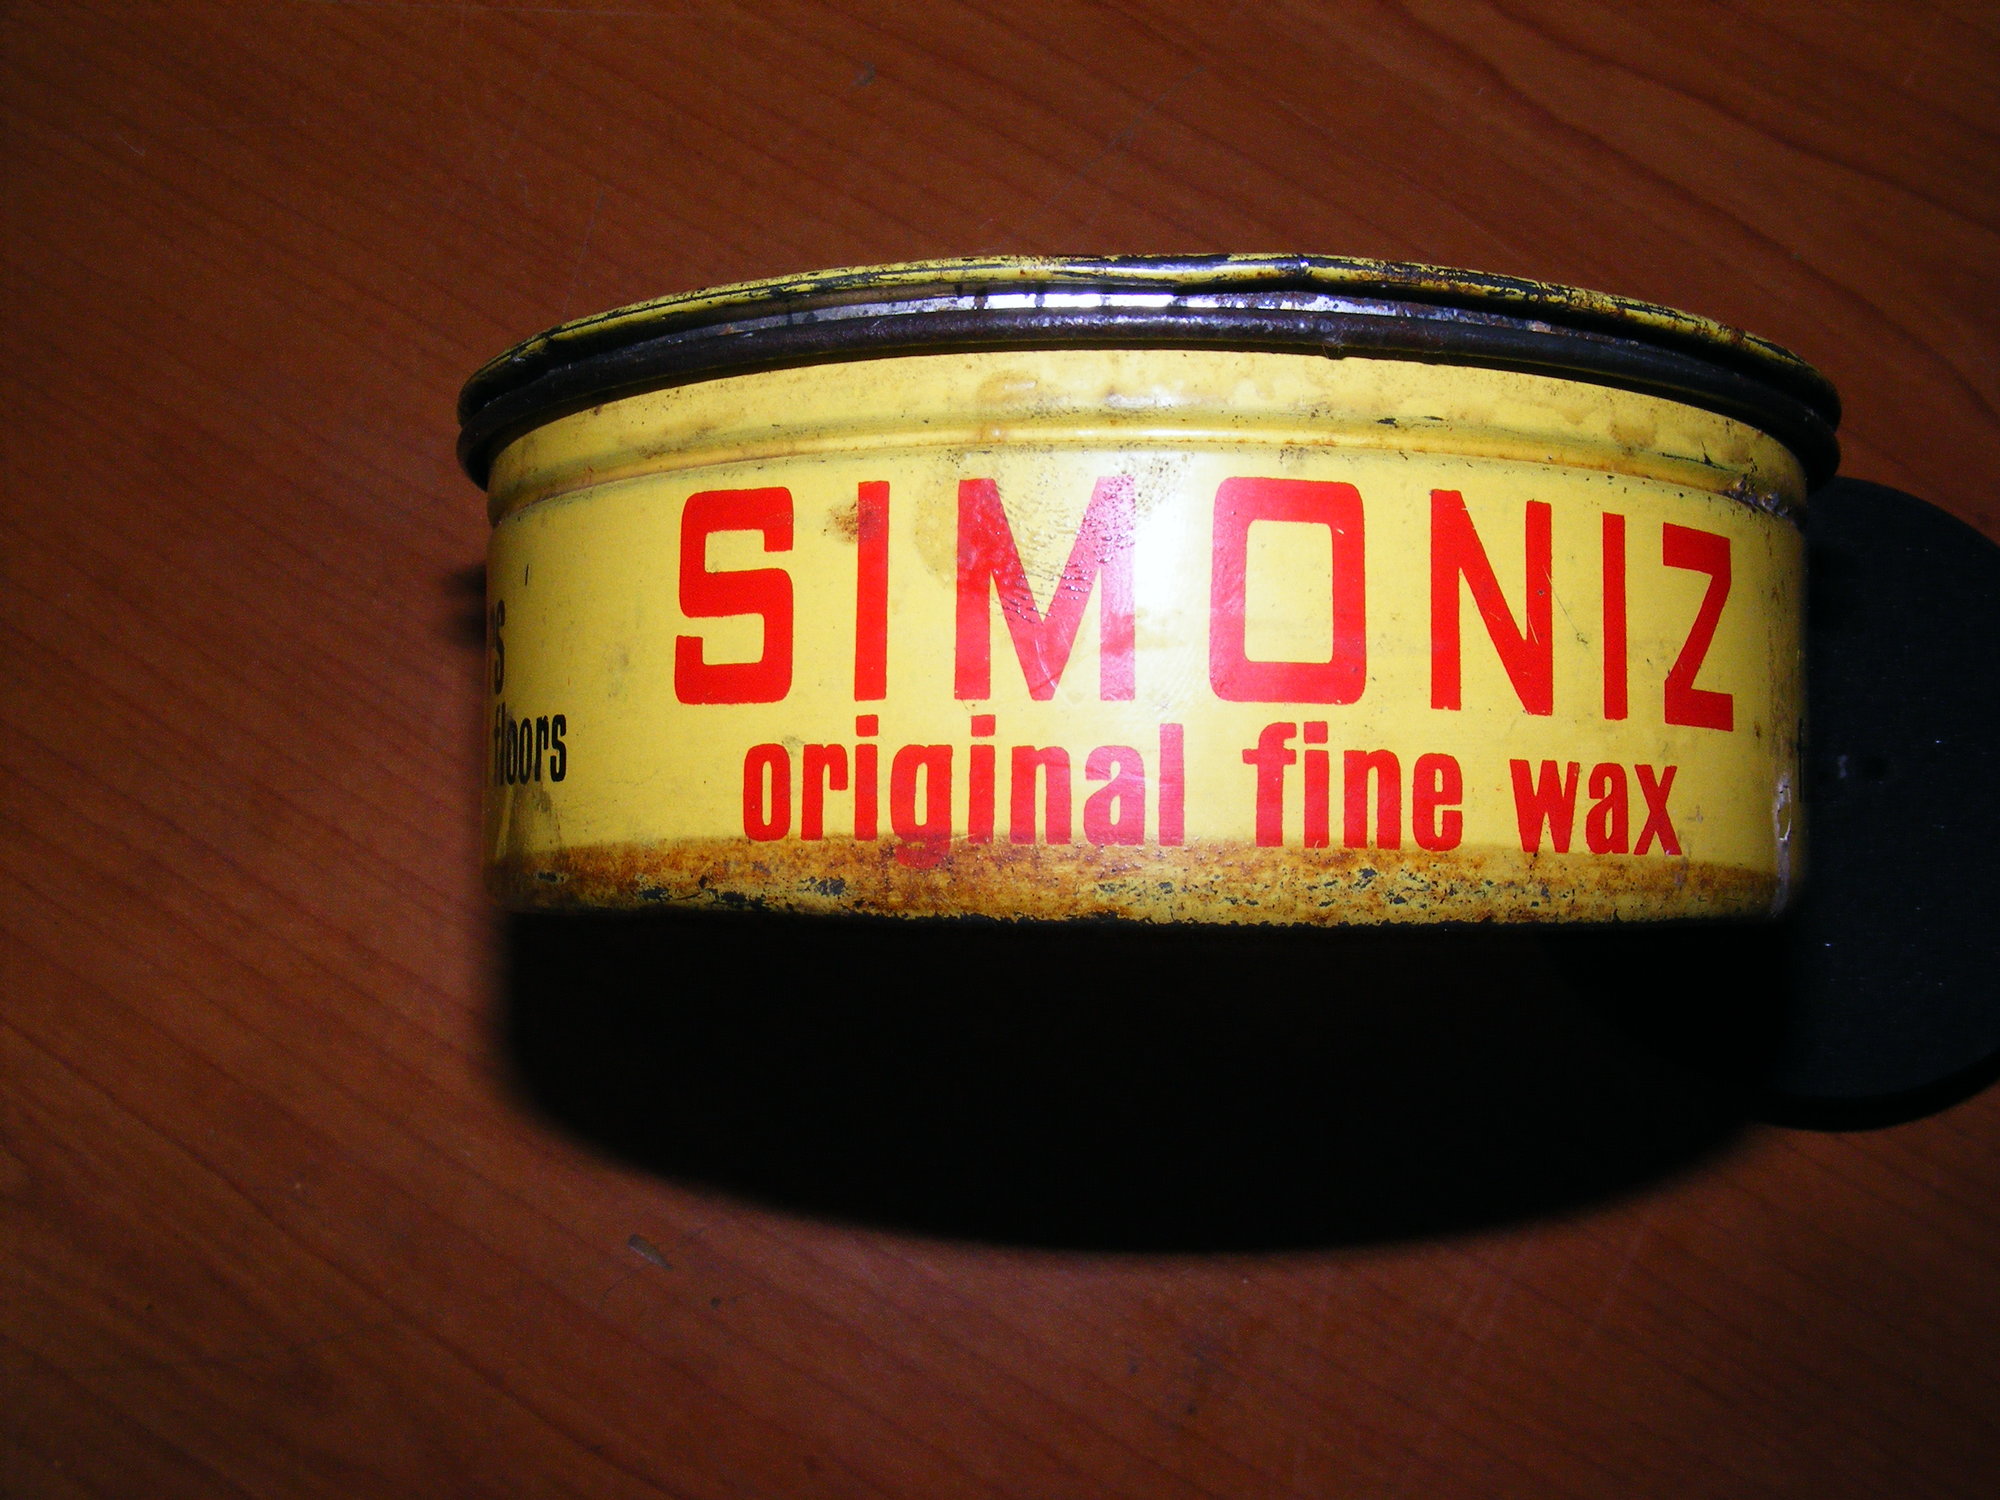 SIMONIZ
original fine wax
floors